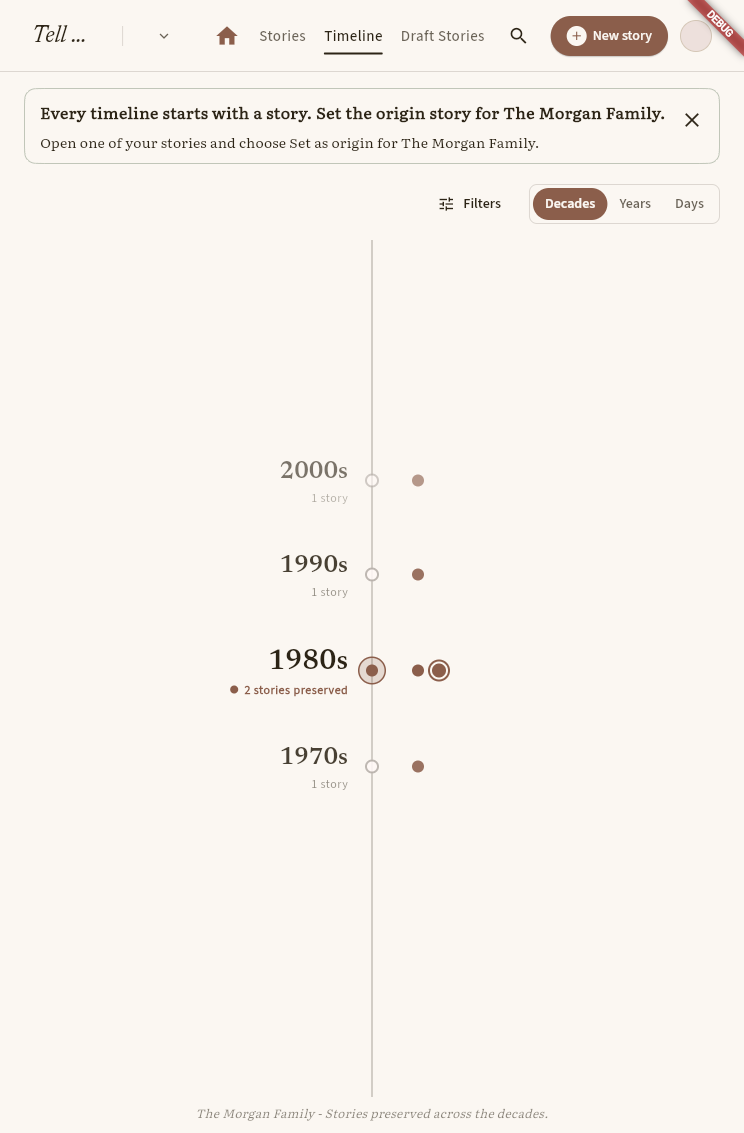 Tell ...
Stories
Timeline
Draft Stories
+ New story
DEBUG
Every timeline starts with a story. Set the origin story for The Morgan Family.
Open one of your stories and choose Set as origin for The Morgan Family.
Filters
Decades
Years
Days
2000s
1 story
1990s
1 story
1980s
2 stories preserved
1970s
1 story
The Morgan Family - Stories preserved across the decades.